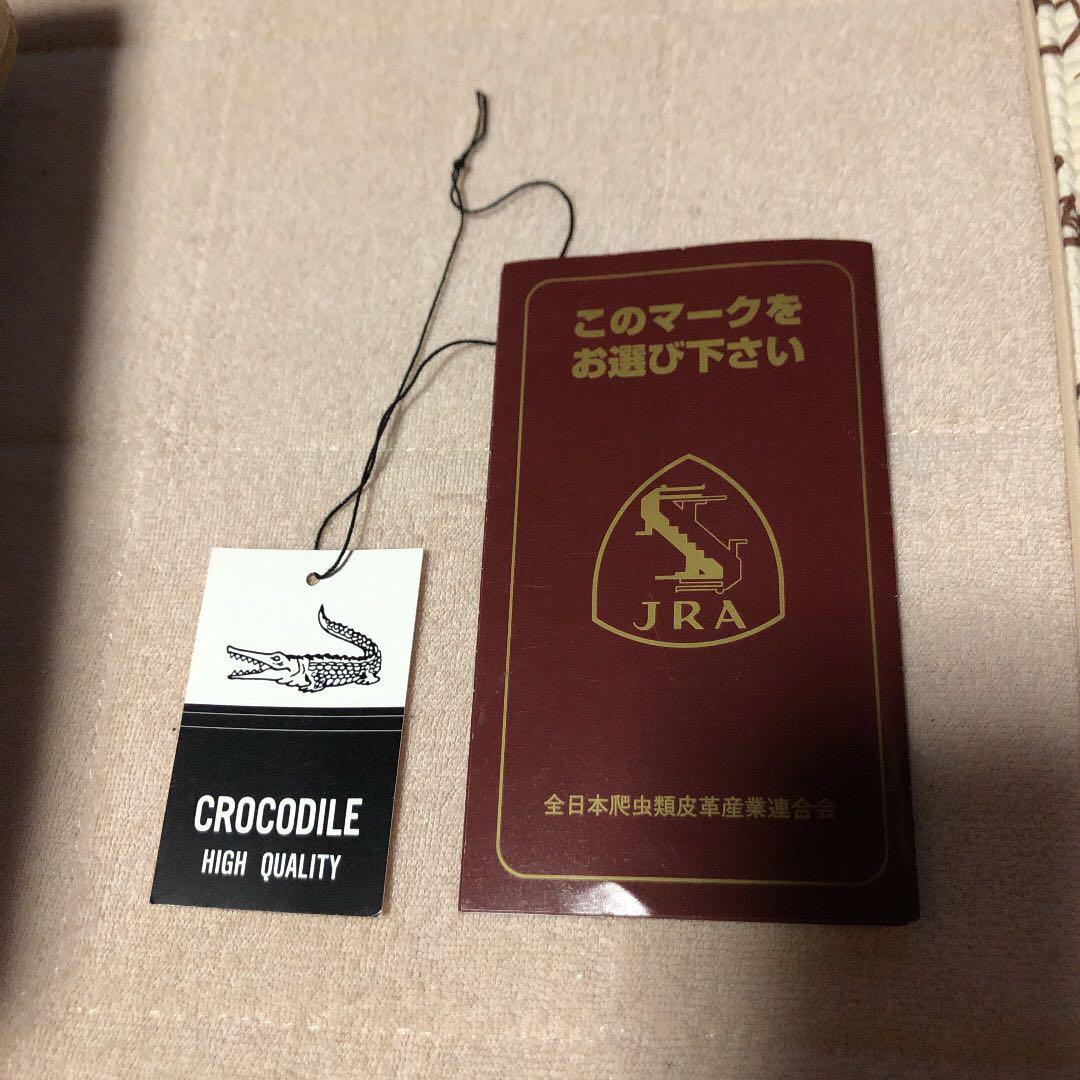 このマークを
お選び下さい
JRA
全日本爬虫類皮革産業連合会
CROCODILE
HIGH QUALITY